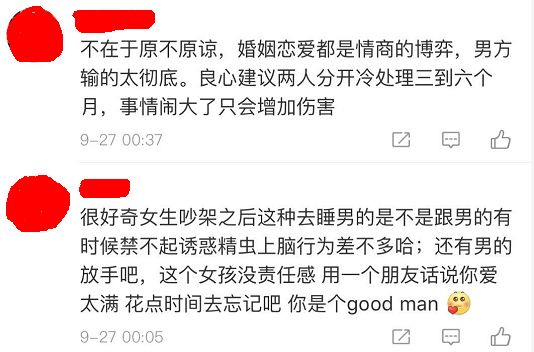 不在于原不原谅，婚姻恋爱都是情商的博弈，男方
输的太彻底。良心建议两人分开冷处理三到六个
月，事情闹大了只会增加伤害
9-27 00:37
很好奇女生吵架之后这种去睡男的是不是跟男的有
时候禁不起诱惑精虫上脑行为差不多哈；还有男的
放手吧，这个女孩没责任感 用一个朋友话说你爱
太满 花点时间去忘记吧 你是个good man 😘
9-27 00:05